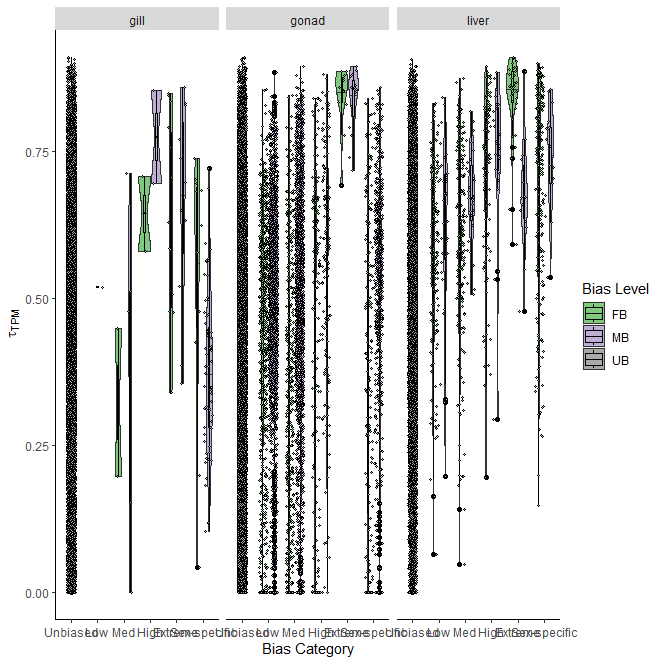 gill gonad liver
0.75
0.50
0.25
0.00
τTPM
Unbiased Low Med High Extreme Sex-specific Unbiased Low Med High Extreme Sex-specific Unbiased Low Med High Extreme Sex-specific
Bias Category
Bias Level
FB
MB
UB